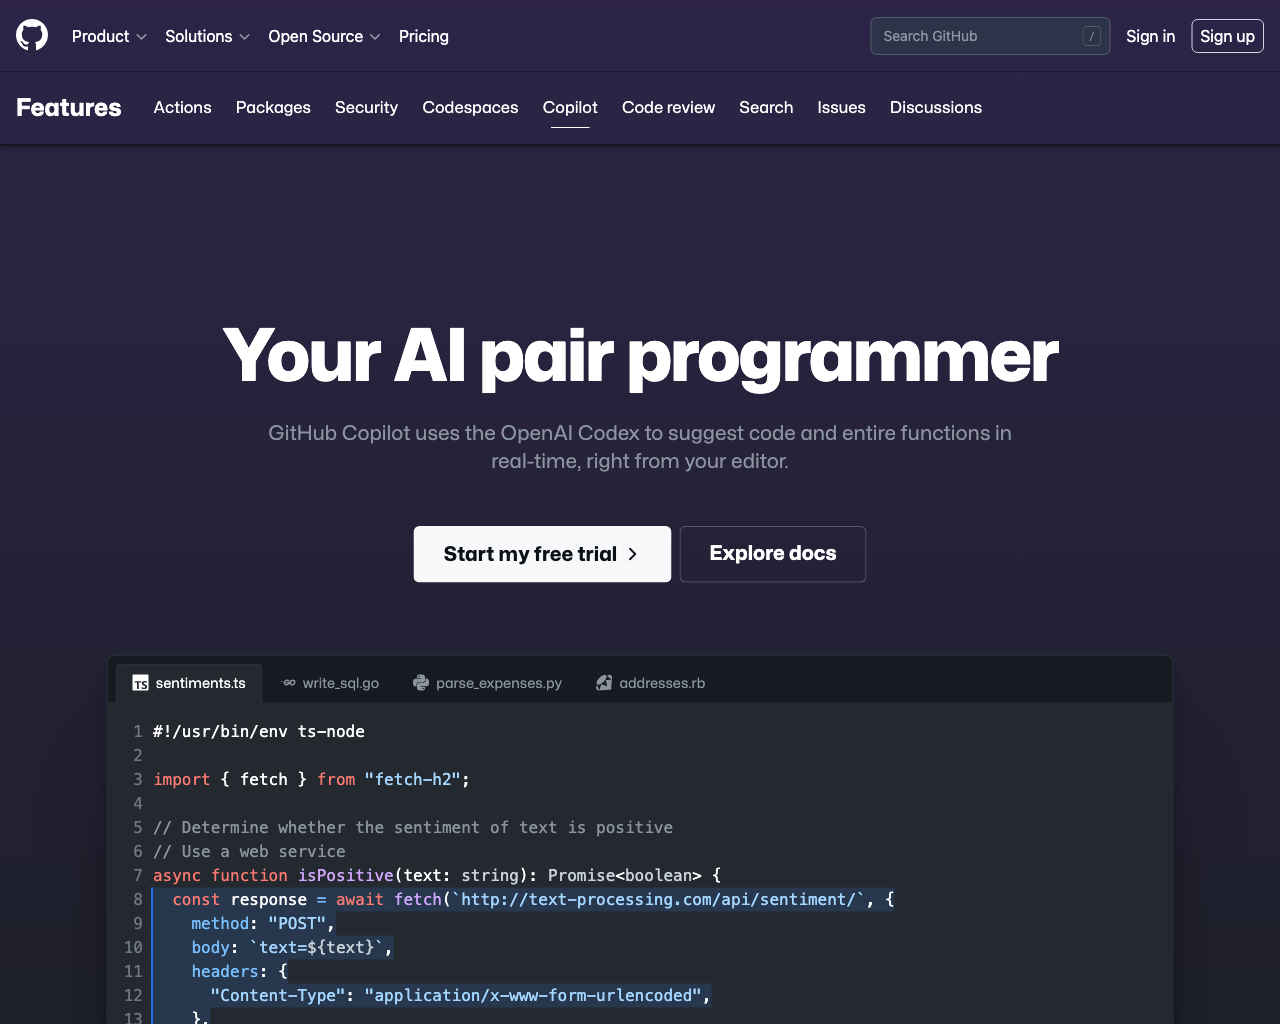 Product Solutions Open Source Pricing Search GitHub / Sign in Sign up
Features Actions Packages Security Codespaces Copilot Code review Search Issues Discussions
Your AI pair programmer
GitHub Copilot uses the OpenAI Codex to suggest code and entire functions in
real-time, right from your editor.
Start my free trial Explore docs
TS sentiments.ts GO write_sql.go parse_expenses.py addresses.rb
1 #!/usr/bin/env ts-node
2
3 import { fetch } from "fetch-h2";
4
5 // Determine whether the sentiment of text is positive
6 // Use a web service
7 async function isPositive(text: string): Promise<boolean> {
8 const response = await fetch(`http://text-processing.com/api/sentiment/`, {
9 method: "POST",
10 body: `text=${text}`,
11 headers: {
12 "Content-Type": "application/x-www-form-urlencoded",
13 },